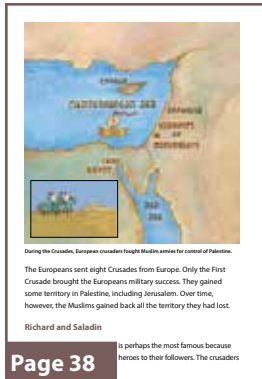 CYPRUS
MEDITERRANEAN SEA
EGYPT
RED
SEA
During the Crusades, European crusaders fought Muslim armies for control of Palestine.
The Europeans sent eight Crusades from Europe. Only the First
Crusade brought the Europeans military success. They gained
some territory in Palestine, including Jerusalem. Over time,
however, the Muslims gained back all the territory they had lost.
Richard and Saladin
is perhaps the most famous because
heroes to their followers. The crusaders
Page 38